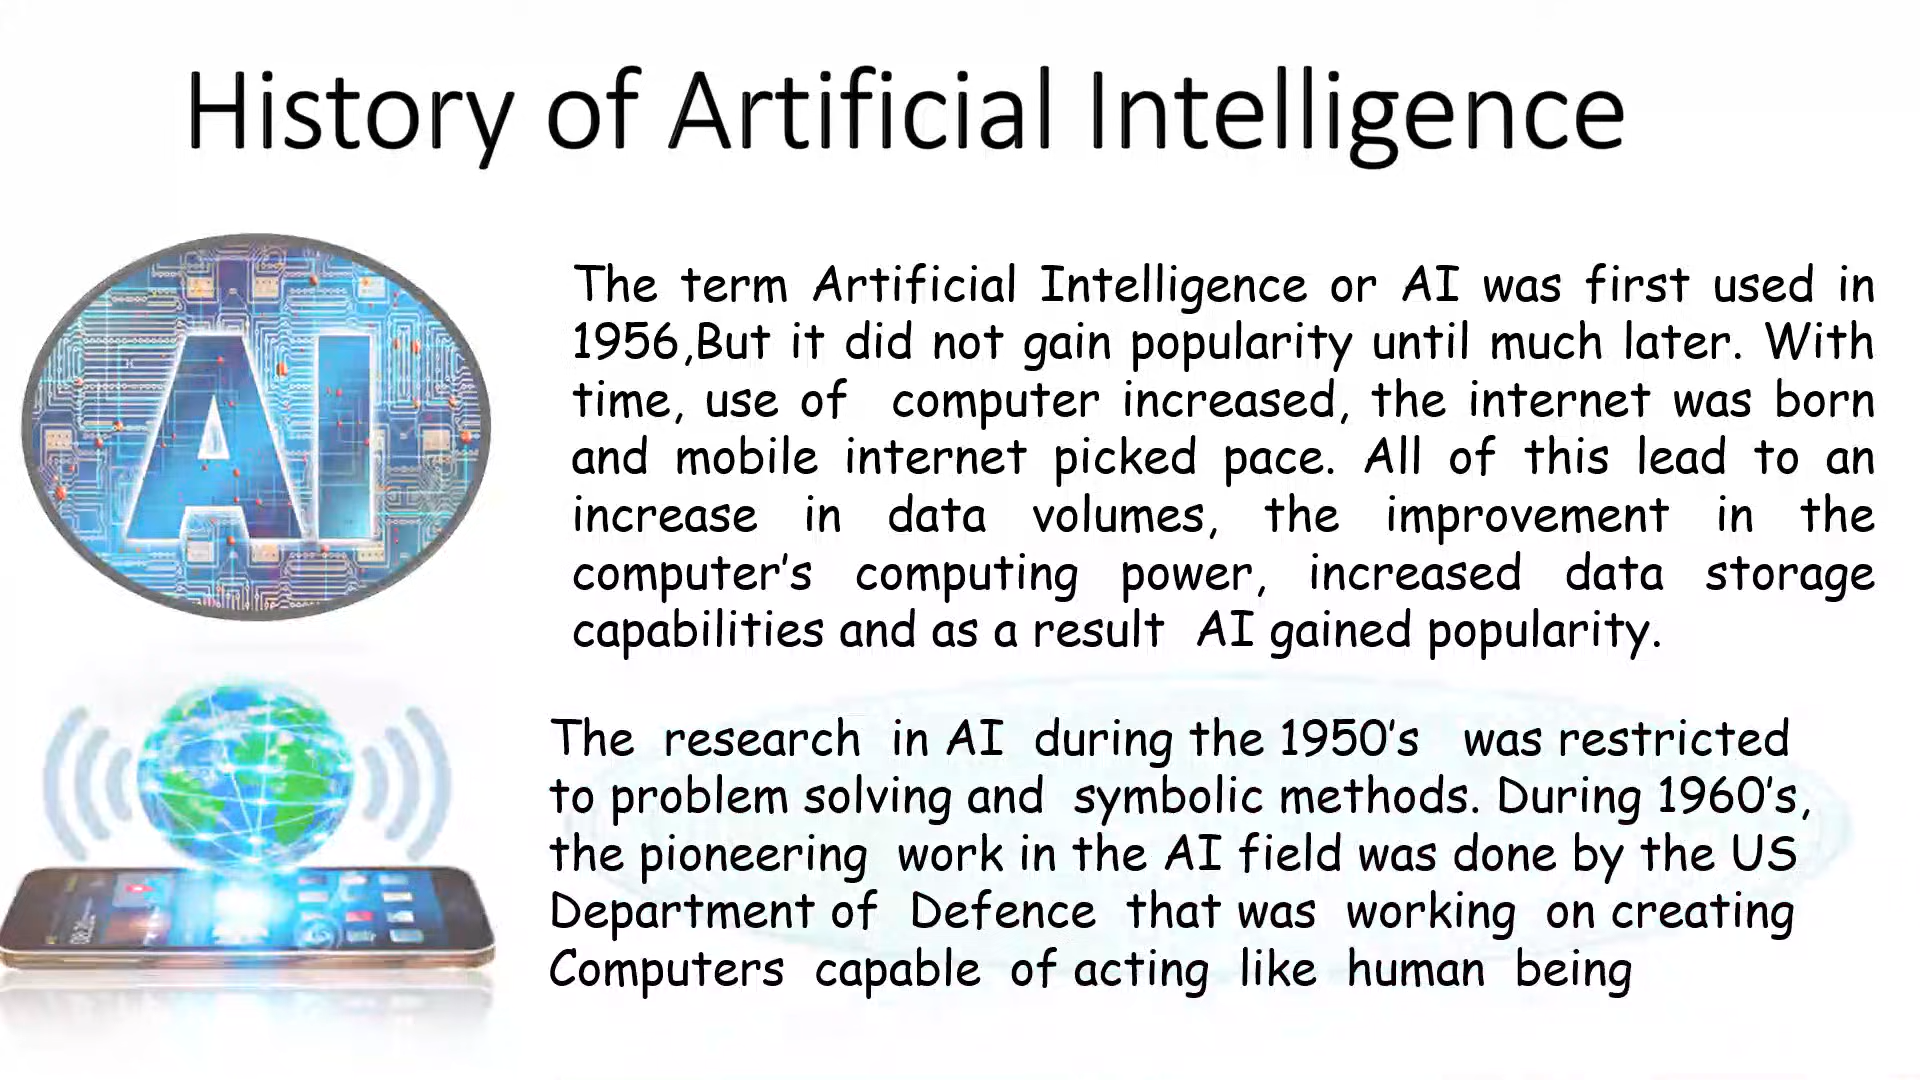 History of Artificial Intelligence
AI
The term Artificial Intelligence or AI was first used in
1956,But it did not gain popularity until much later. With
time, use of computer increased, the internet was born
and mobile internet picked pace. All of this lead to an
increase in data volumes, the improvement in the
computer’s computing power, increased data storage
capabilities and as a result AI gained popularity.
The research in AI during the 1950’s was restricted
to problem solving and symbolic methods. During 1960’s,
the pioneering work in the AI field was done by the US
Department of Defence that was working on creating
Computers capable of acting like human being